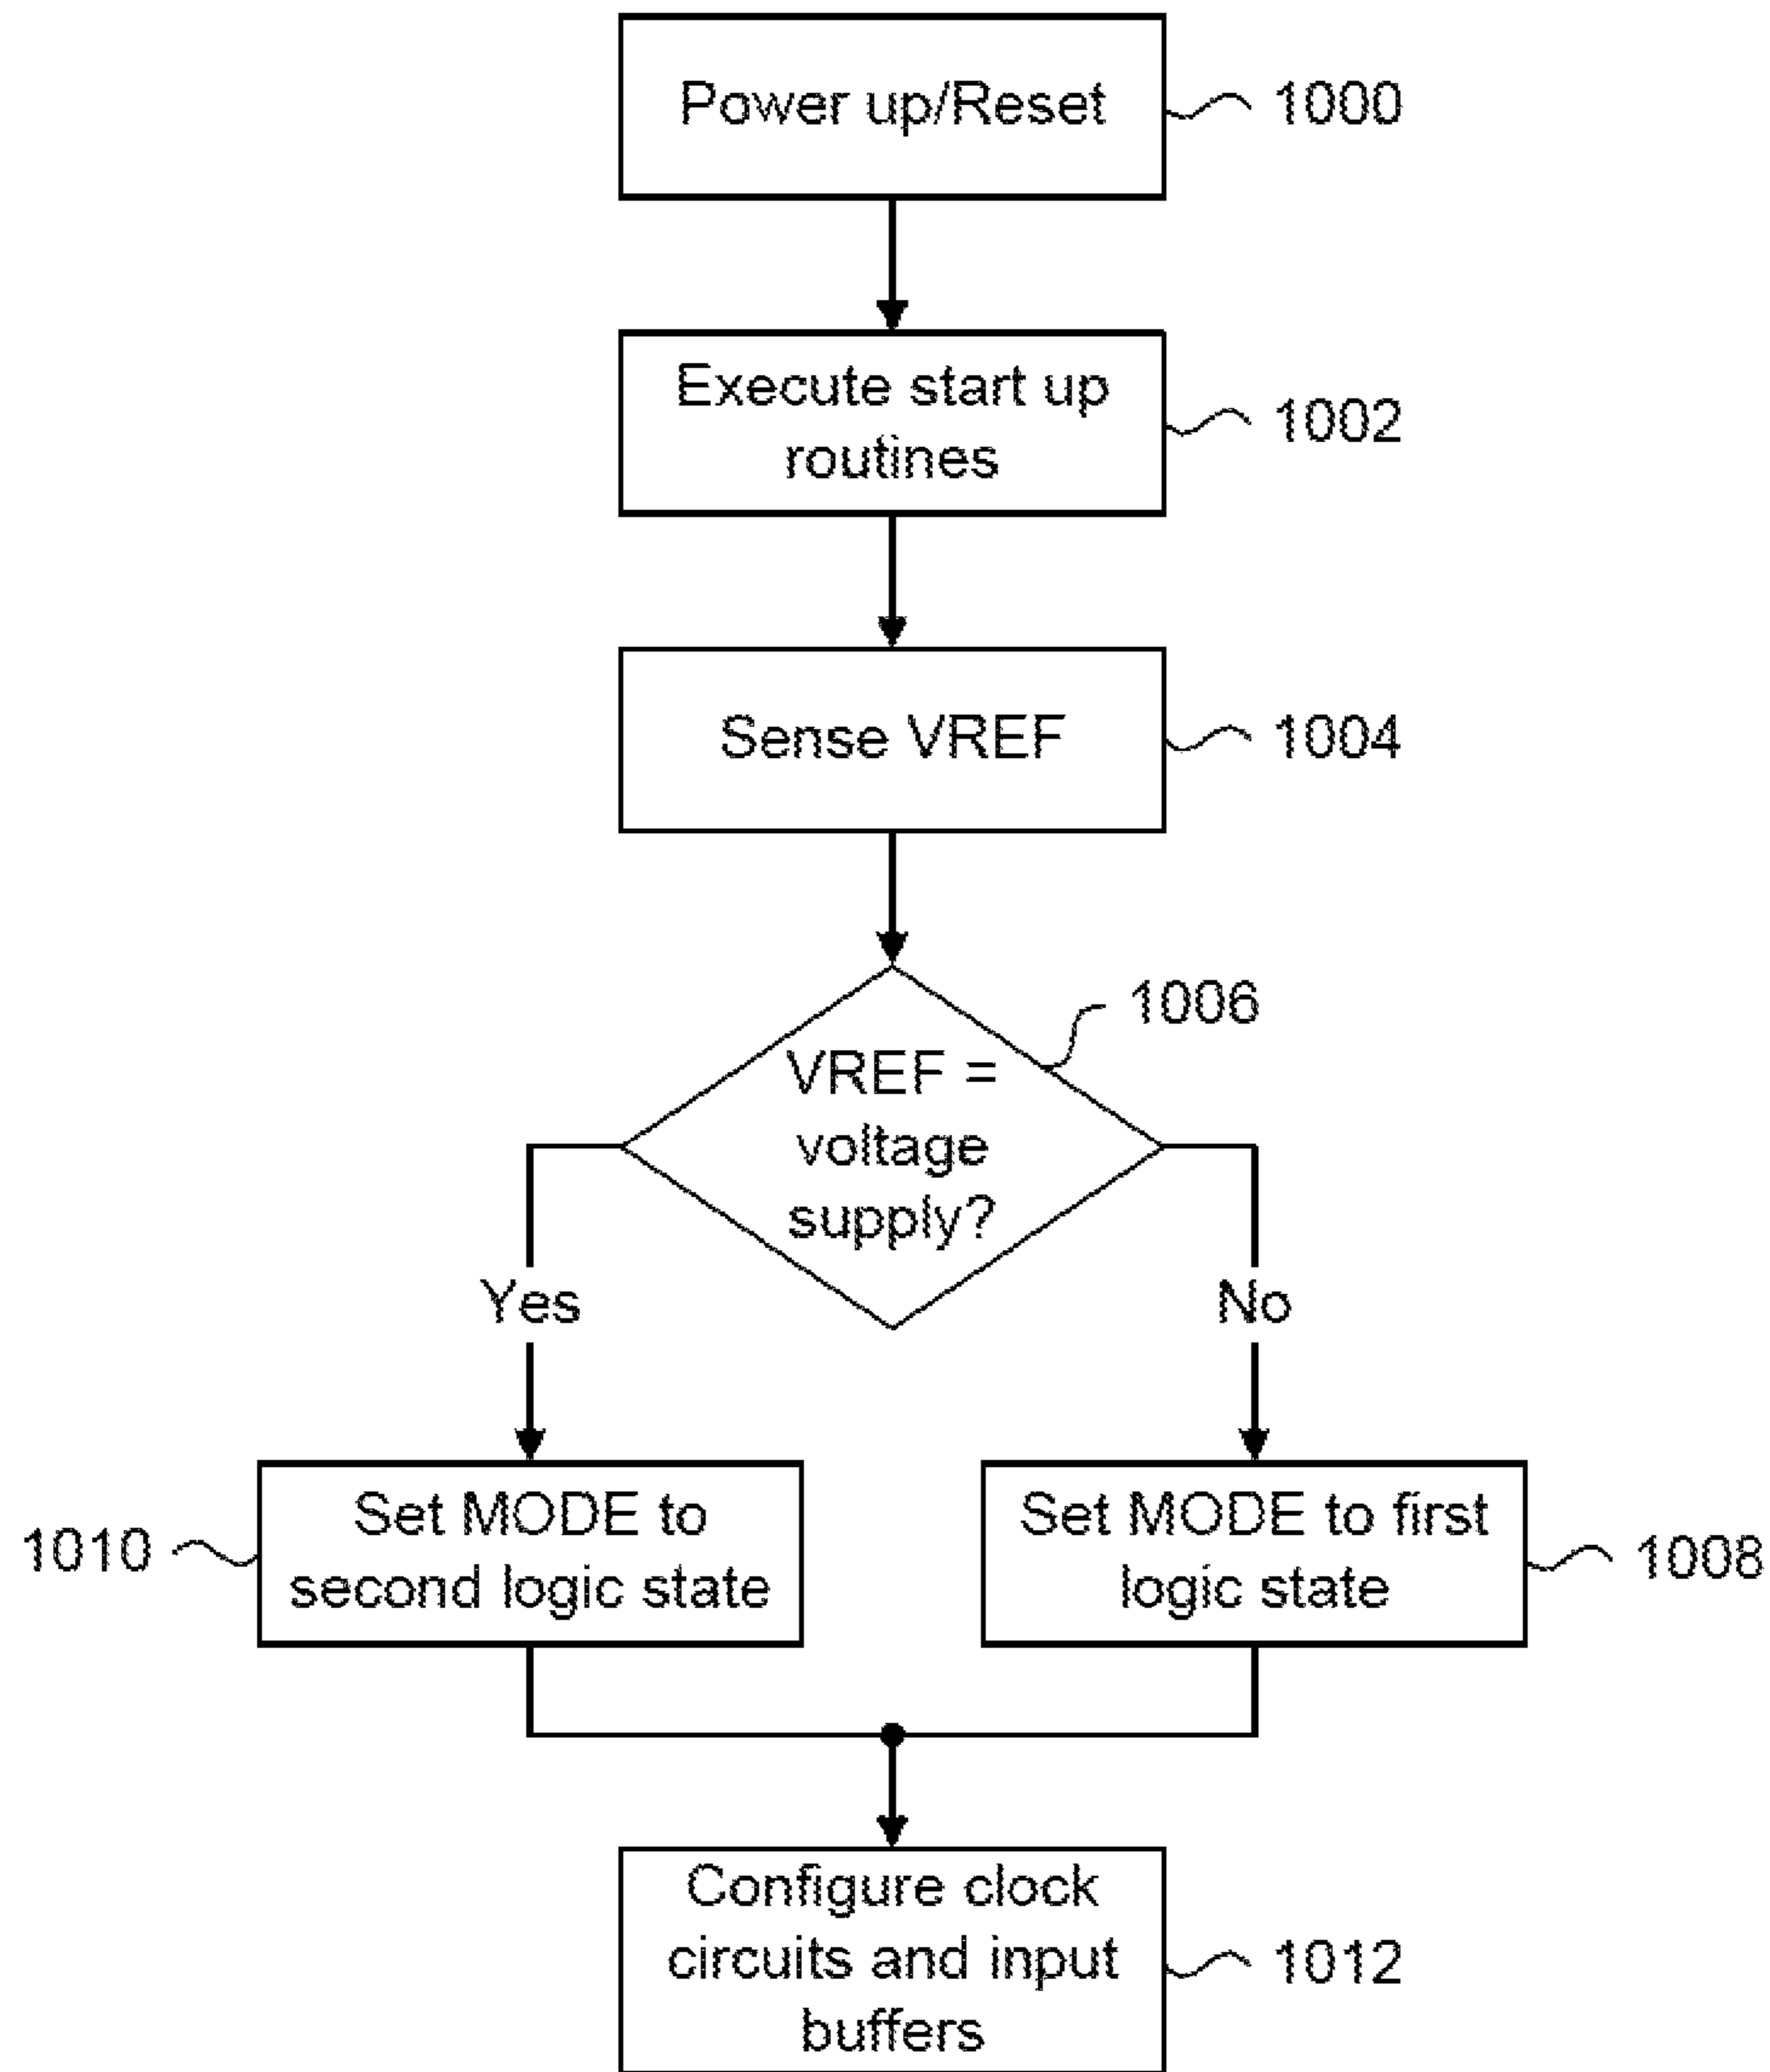 Power up/Reset
1000
Execute start up
routines
1002
Sense VREF
1004
1006
VREF =
voltage
supply?
Yes
No
1010
Set MODE to
second logic state
Set MODE to first
logic state
1008
Configure clock
circuits and input
buffers
1012